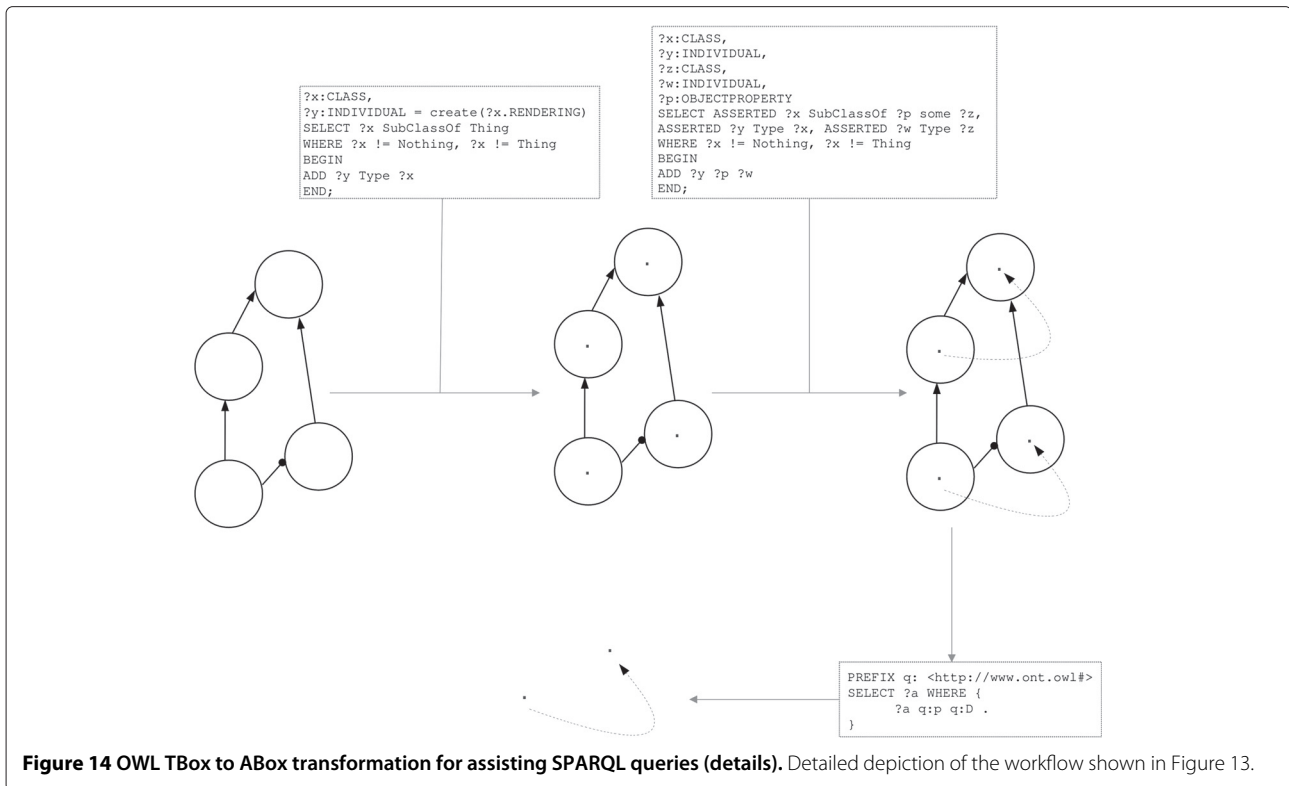 ?x:CLASS,
?y:INDIVIDUAL = create(?x.RENDERING)
SELECT ?x SubClassOf Thing
WHERE ?x != Nothing, ?x != Thing
BEGIN
ADD ?y Type ?x
END;
?x:CLASS,
?y:INDIVIDUAL,
?z:CLASS,
?w:INDIVIDUAL,
?p:OBJECTPROPERTY
SELECT ASSERTED ?x SubClassOf ?p some ?z,
ASSERTED ?y Type ?x, ASSERTED ?w Type ?z
WHERE ?x != Nothing, ?x != Thing
BEGIN
ADD ?y ?p ?w
END;
PREFIX q: <http://www.ont.owl#>
SELECT ?a WHERE {
?a q:p q:D .
}
Figure 14 OWL TBox to ABox transformation for assisting SPARQL queries (details). Detailed depiction of the workflow shown in Figure 13.